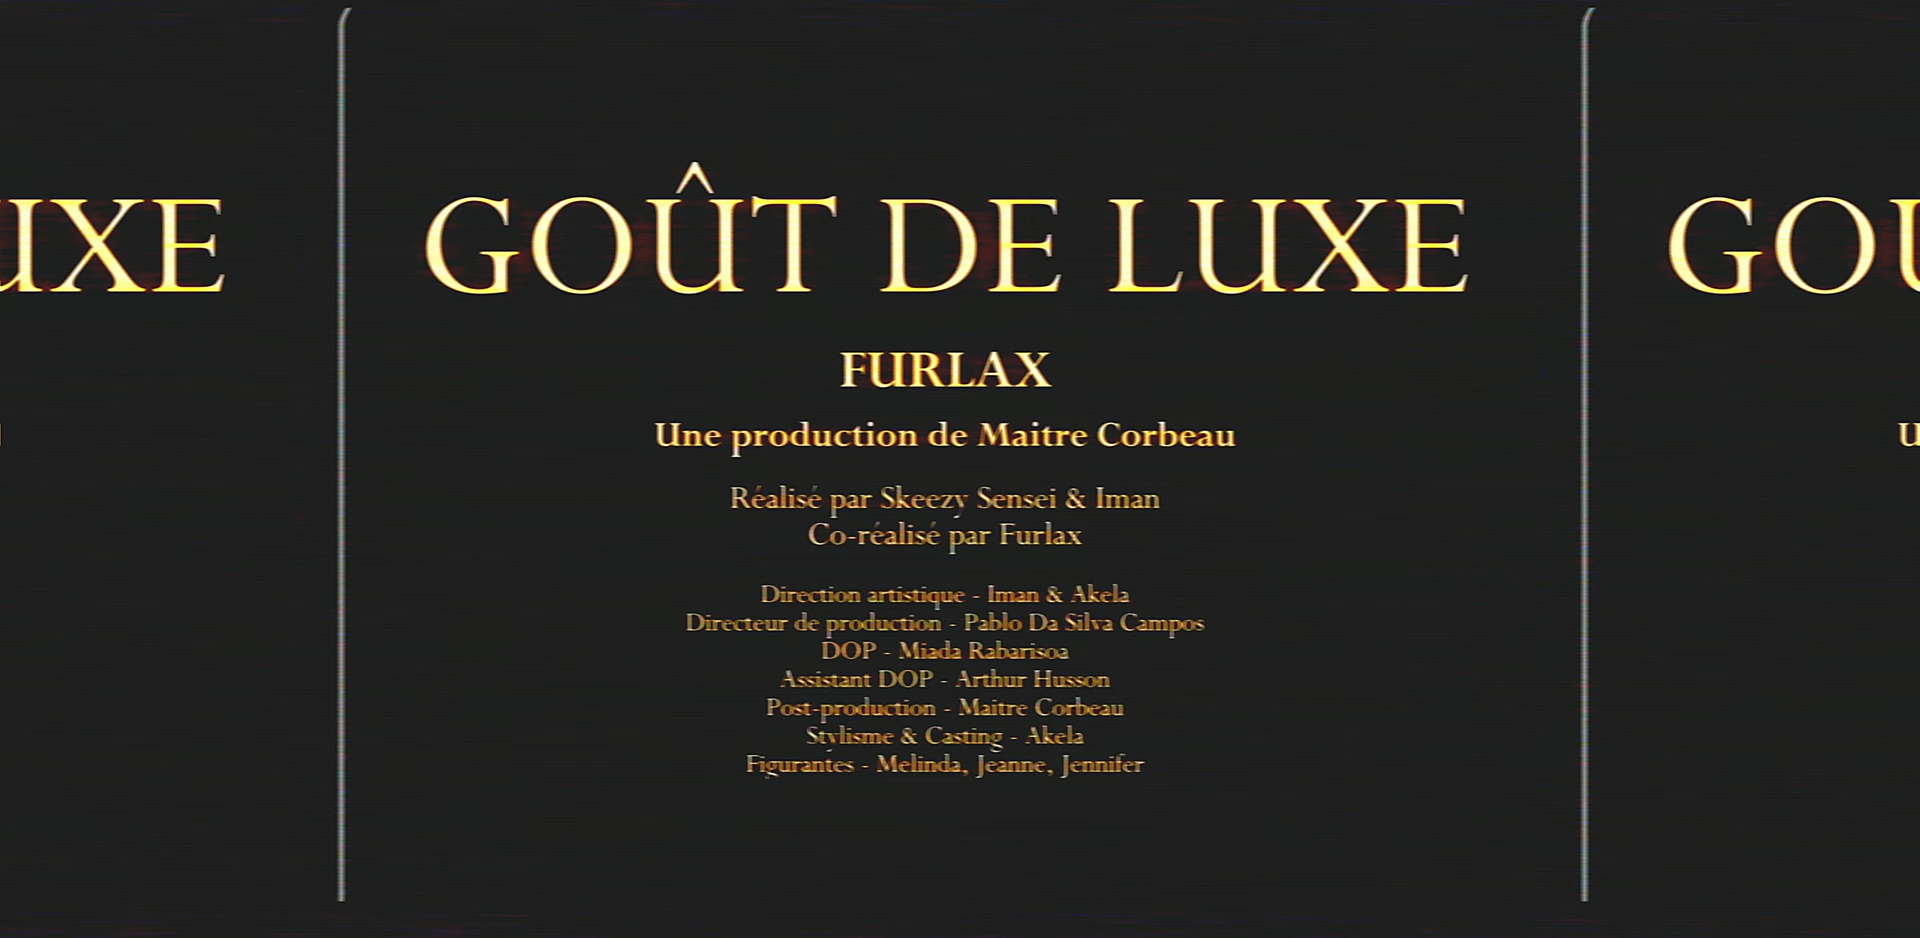 GOÛT DE LUXE
FURLAX
Une production de Maitre Corbeau
Réalisé par Skeezy Sensei & Iman
Co-réalisé par Furlax
Direction artistique - Iman & Akela
Directeur de production - Pablo Da Silva Campos
DOP - Miada Rabarisoa
Assistant DOP - Arthur Husson
Post-production - Maitre Corbeau
Stylisme & Casting - Akela
Figurantes - Melinda, Jeanne, Jennifer